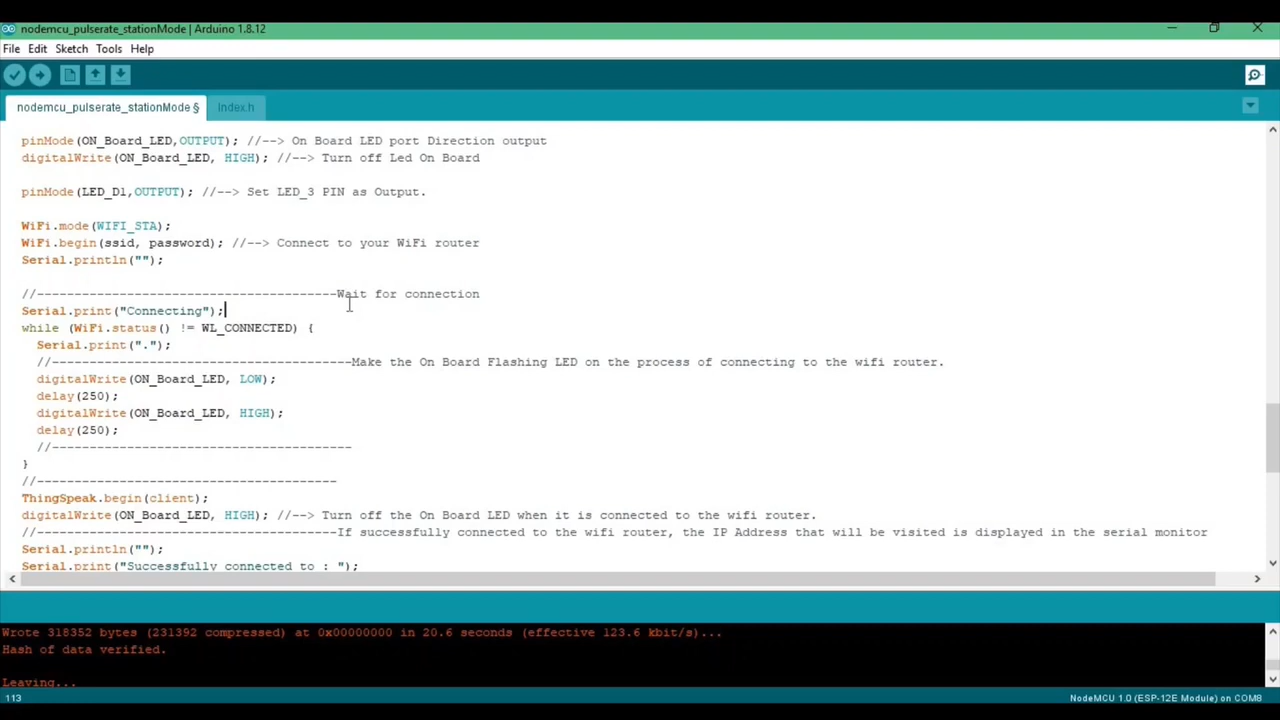 nodemcu_pulserate_stationMode | Arduino 1.8.12
File Edit Sketch Tools Help
nodemcu_pulserate_stationMode § index.h
pinMode(ON_Board_LED,OUTPUT); //--> On Board LED port Direction output
digitalWrite(ON_Board_LED, HIGH); //--> Turn off Led On Board
pinMode(LED_D1,OUTPUT); //--> Set LED_3 PIN as Output.
WiFi.mode(WIFI_STA);
WiFi.begin(ssid, password); //--> Connect to your WiFi router
Serial.println("");
//----------------------------------------Wait for connection
Serial.print("Connecting");
while (WiFi.status() != WL_CONNECTED) {
Serial.print(".");
//----------------------------------------Make the On Board Flashing LED on the process of connecting to the wifi router.
digitalWrite(ON_Board_LED, LOW);
delay(250);
digitalWrite(ON_Board_LED, HIGH);
delay(250);
//----------------------------------------
}
//----------------------------------------
ThingSpeak.begin(client);
digitalWrite(ON_Board_LED, HIGH); //--> Turn off the On Board LED when it is connected to the wifi router.
//----------------------------------------If successfully connected to the wifi router, the IP Address that will be visited is displayed in the serial monitor
Serial.println("");
Serial.print("Successfully connected to : ");
Wrote 318352 bytes (231392 compressed) at 0x00000000 in 20.6 seconds (effective 123.6 kbit/s)...
Hash of data verified.
Leaving...
113 NodeMCU 1.0 (ESP-12E Module) on COM8